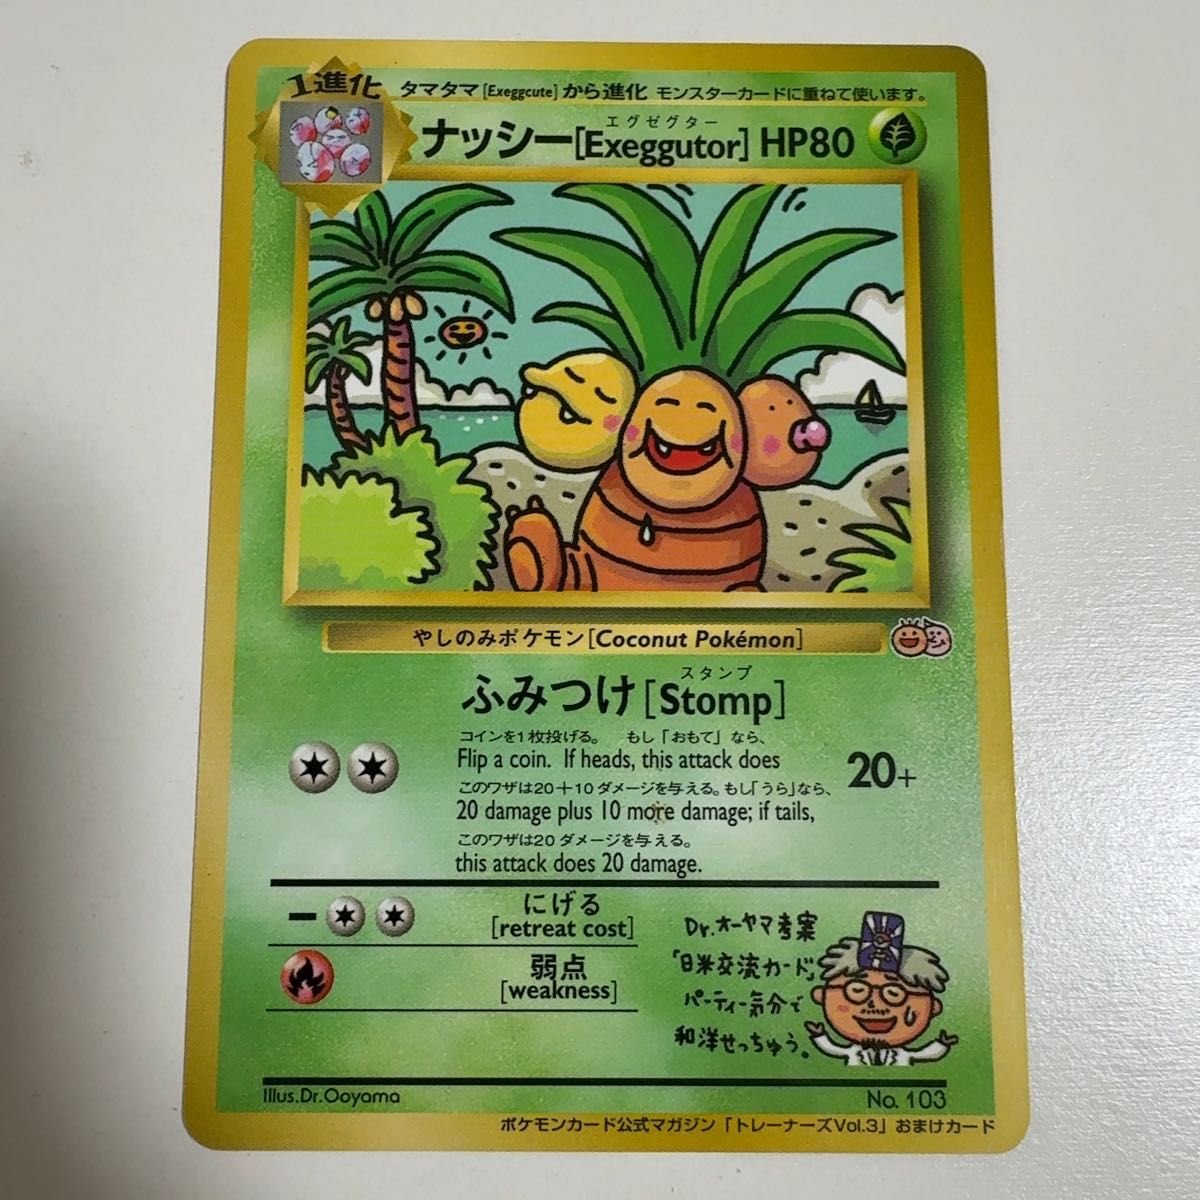 1進化
タマタマ[Exeggcute]から進化 モンスターカードに重ねて使います。
エグゼグター
ナッシー[Exeggutor] HP80
やしのみポケモン[Coconut Pokémon]
スタンプ
ふみつけ[Stomp]
コインを1枚投げる。 もし「おもて」なら、
Flip a coin. If heads, this attack does
このワザは20+10ダメージを与える。もし「うら」なら、
20 damage plus 10 more damage; if tails,
このワザは20ダメージを与える。
this attack does 20 damage.
20+
にげる
[retreat cost]
弱点
[weakness]
Dr.オーヤマ考案
「日米交流カード」
パーティー気分で
和洋せっちゅう。
Illus.Dr.Ooyama
No. 103
ポケモンカード公式マガジン「トレーナーズVol.3」おまけカード